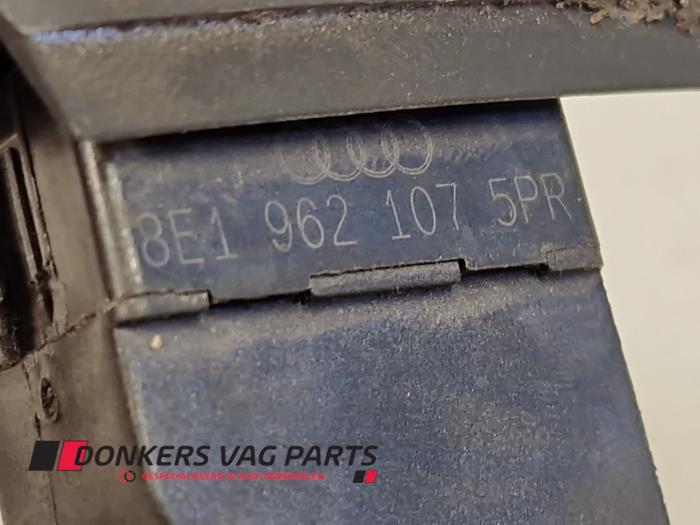 8E1 962 107 5PR
DONKERS VAG PARTS
GESPECIALISEERD IN AUDI ONDERDELEN